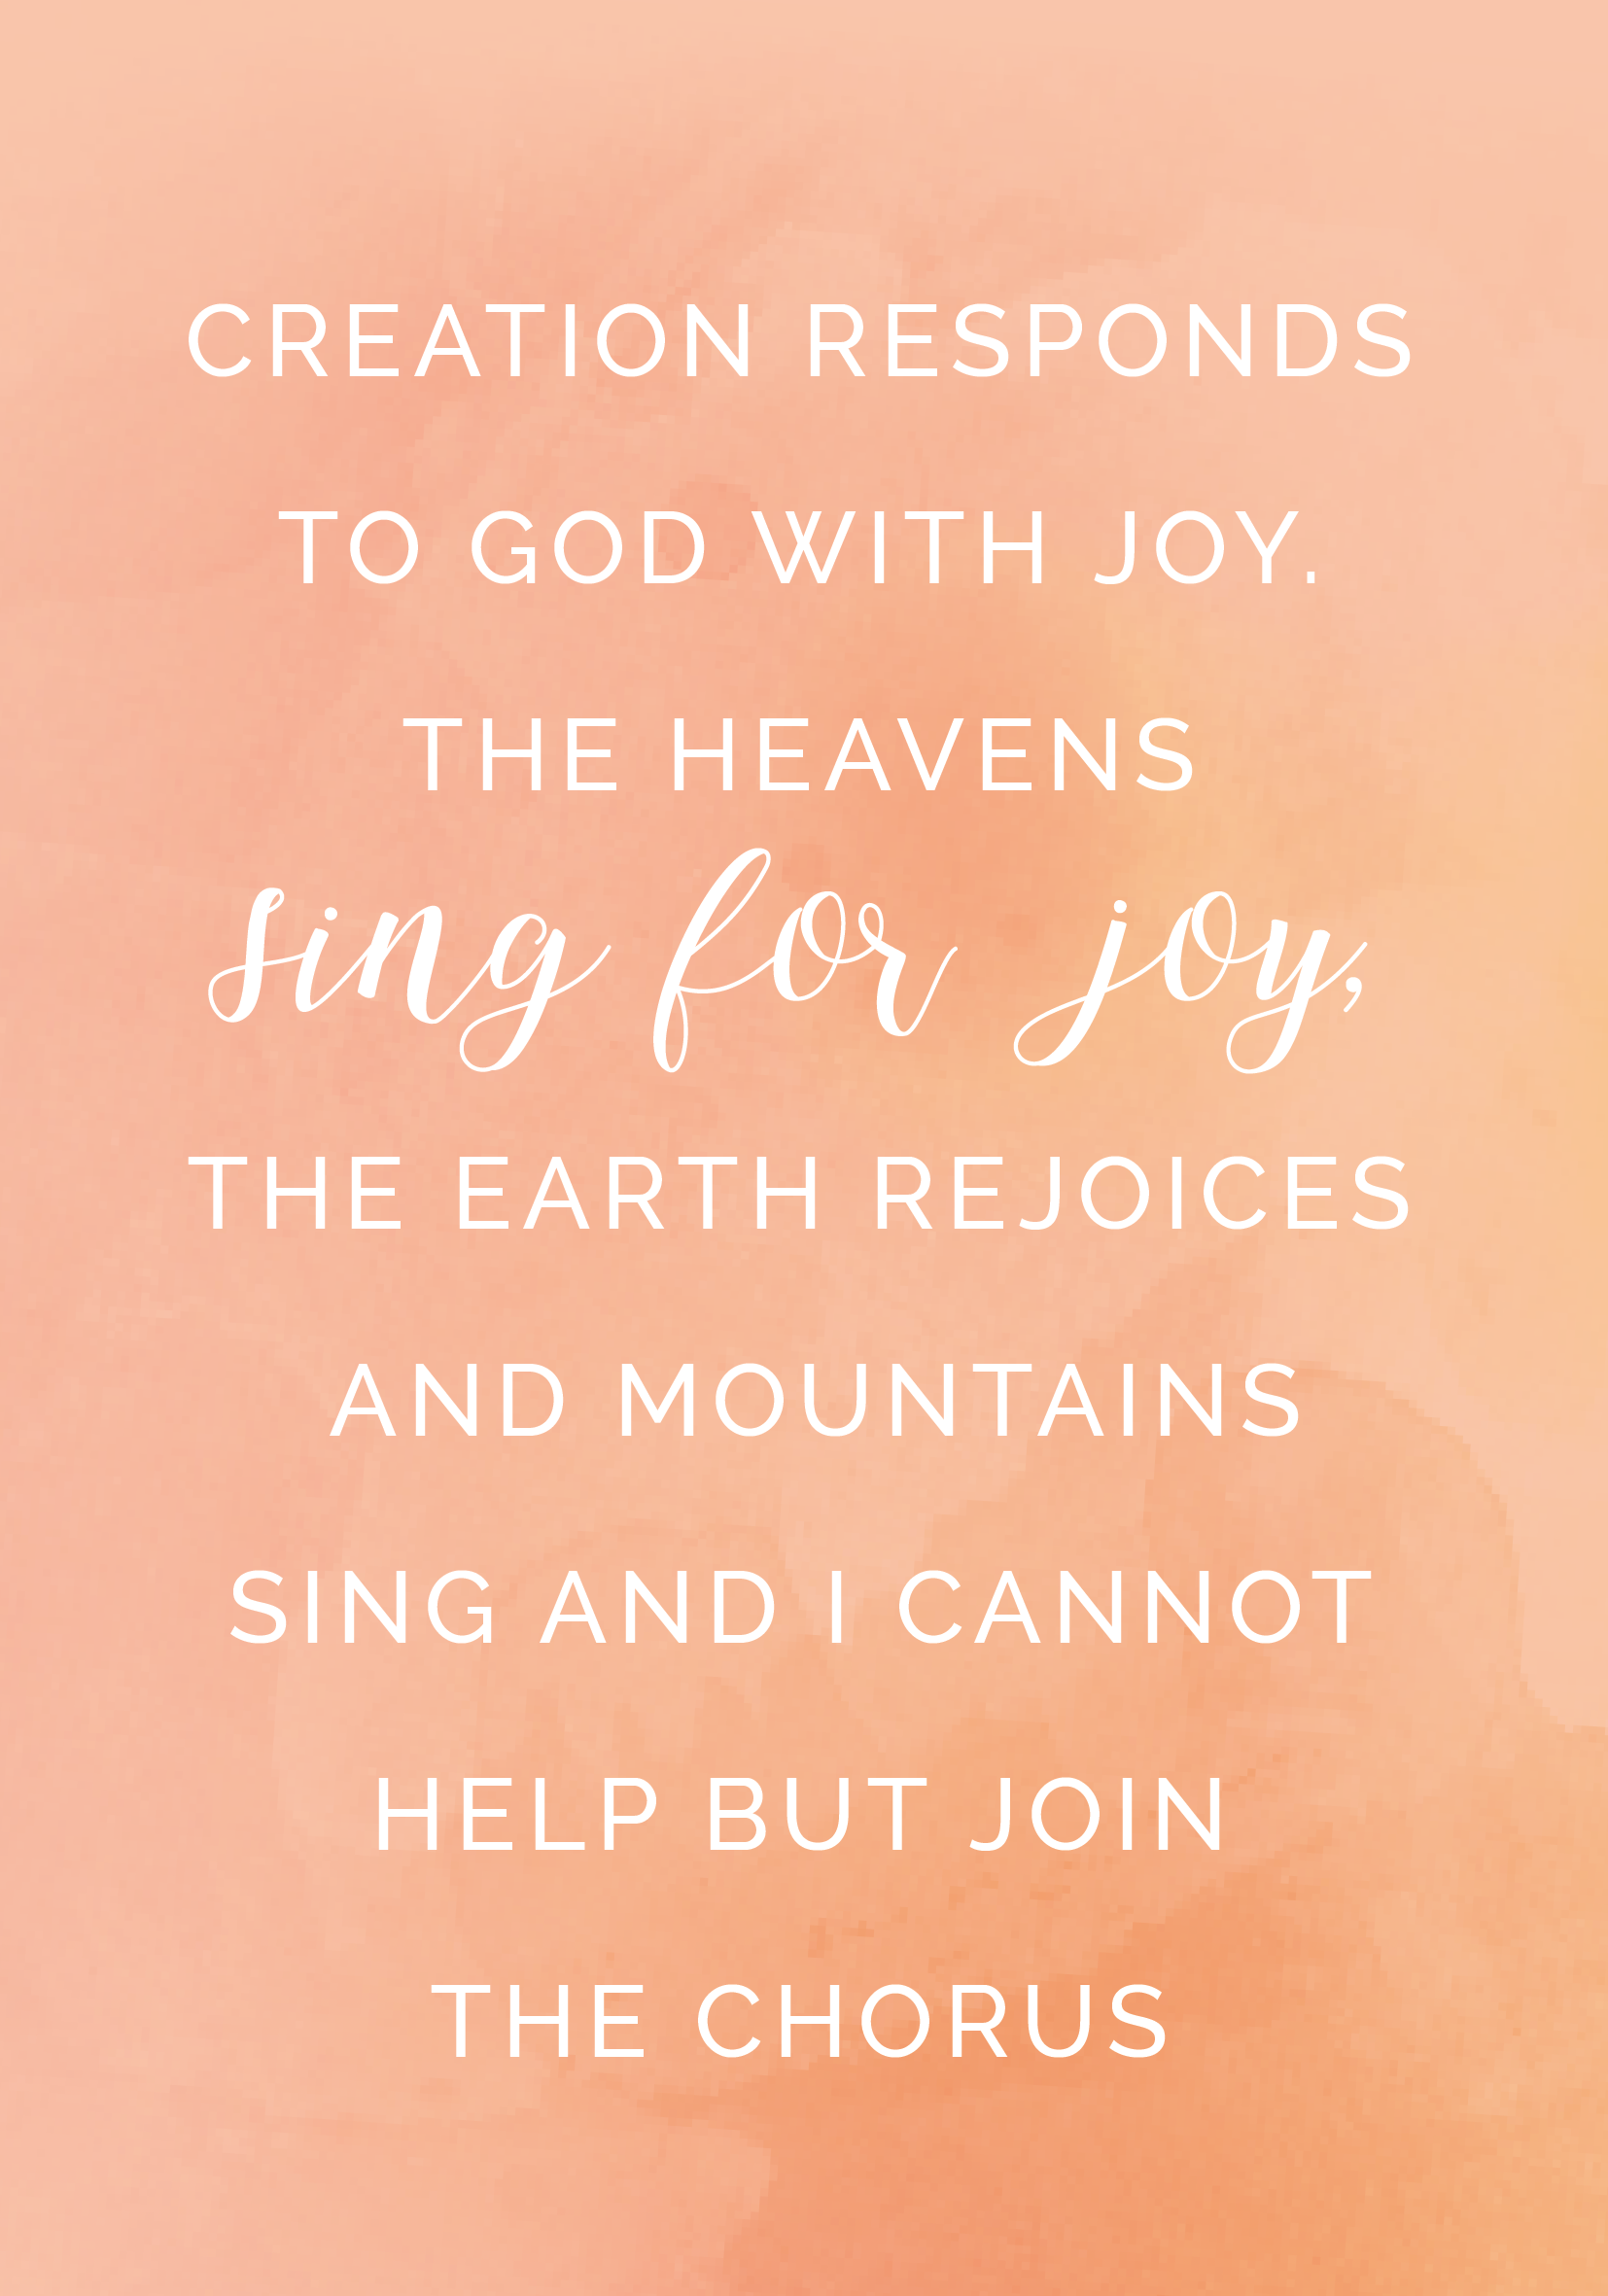 CREATION RESPONDS
TO GOD WITH JOY.
THE HEAVENS
sing for joy,
THE EARTH REJOICES
AND MOUNTAINS
SING AND I CANNOT
HELP BUT JOIN
THE CHORUS